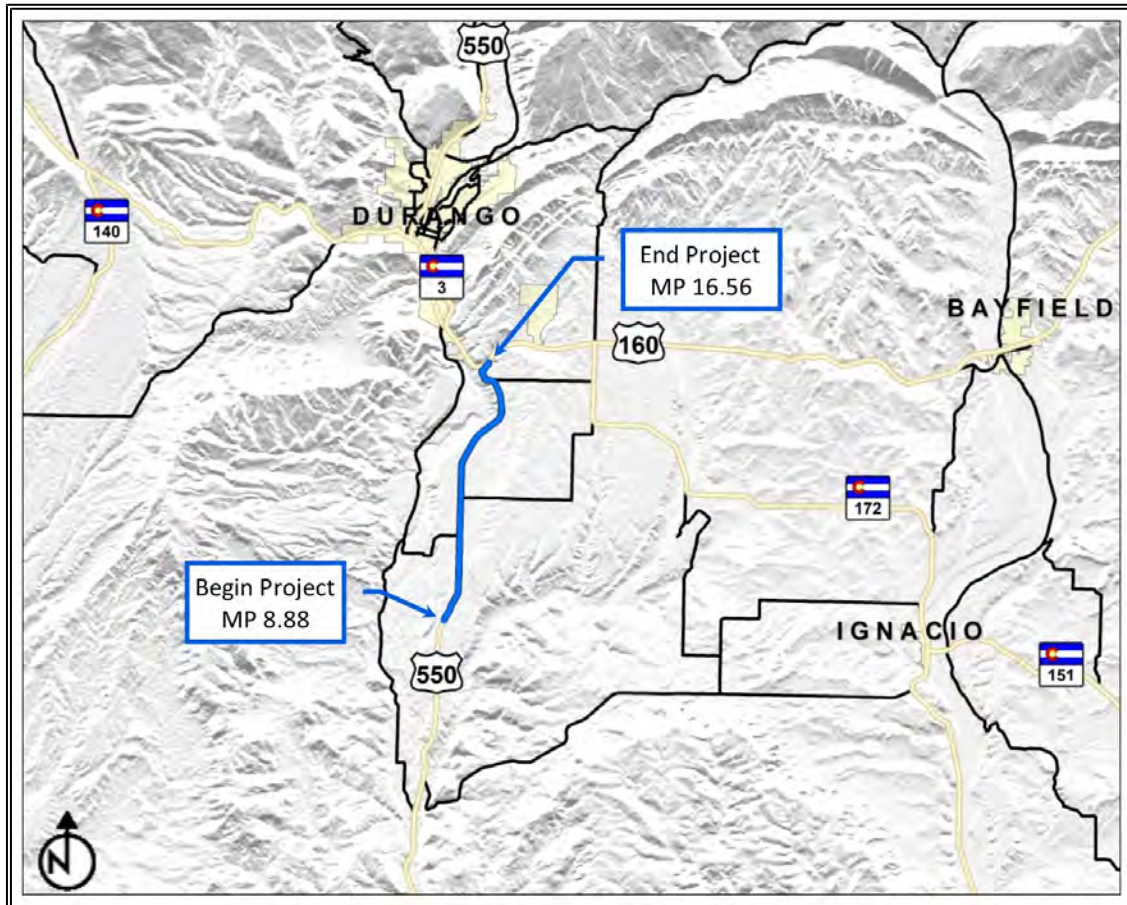 550
DURANGO
140
3
End Project
MP 16.56
BAYFIELD
160
172
Begin Project
MP 8.88
IGNACIO
550
151
N